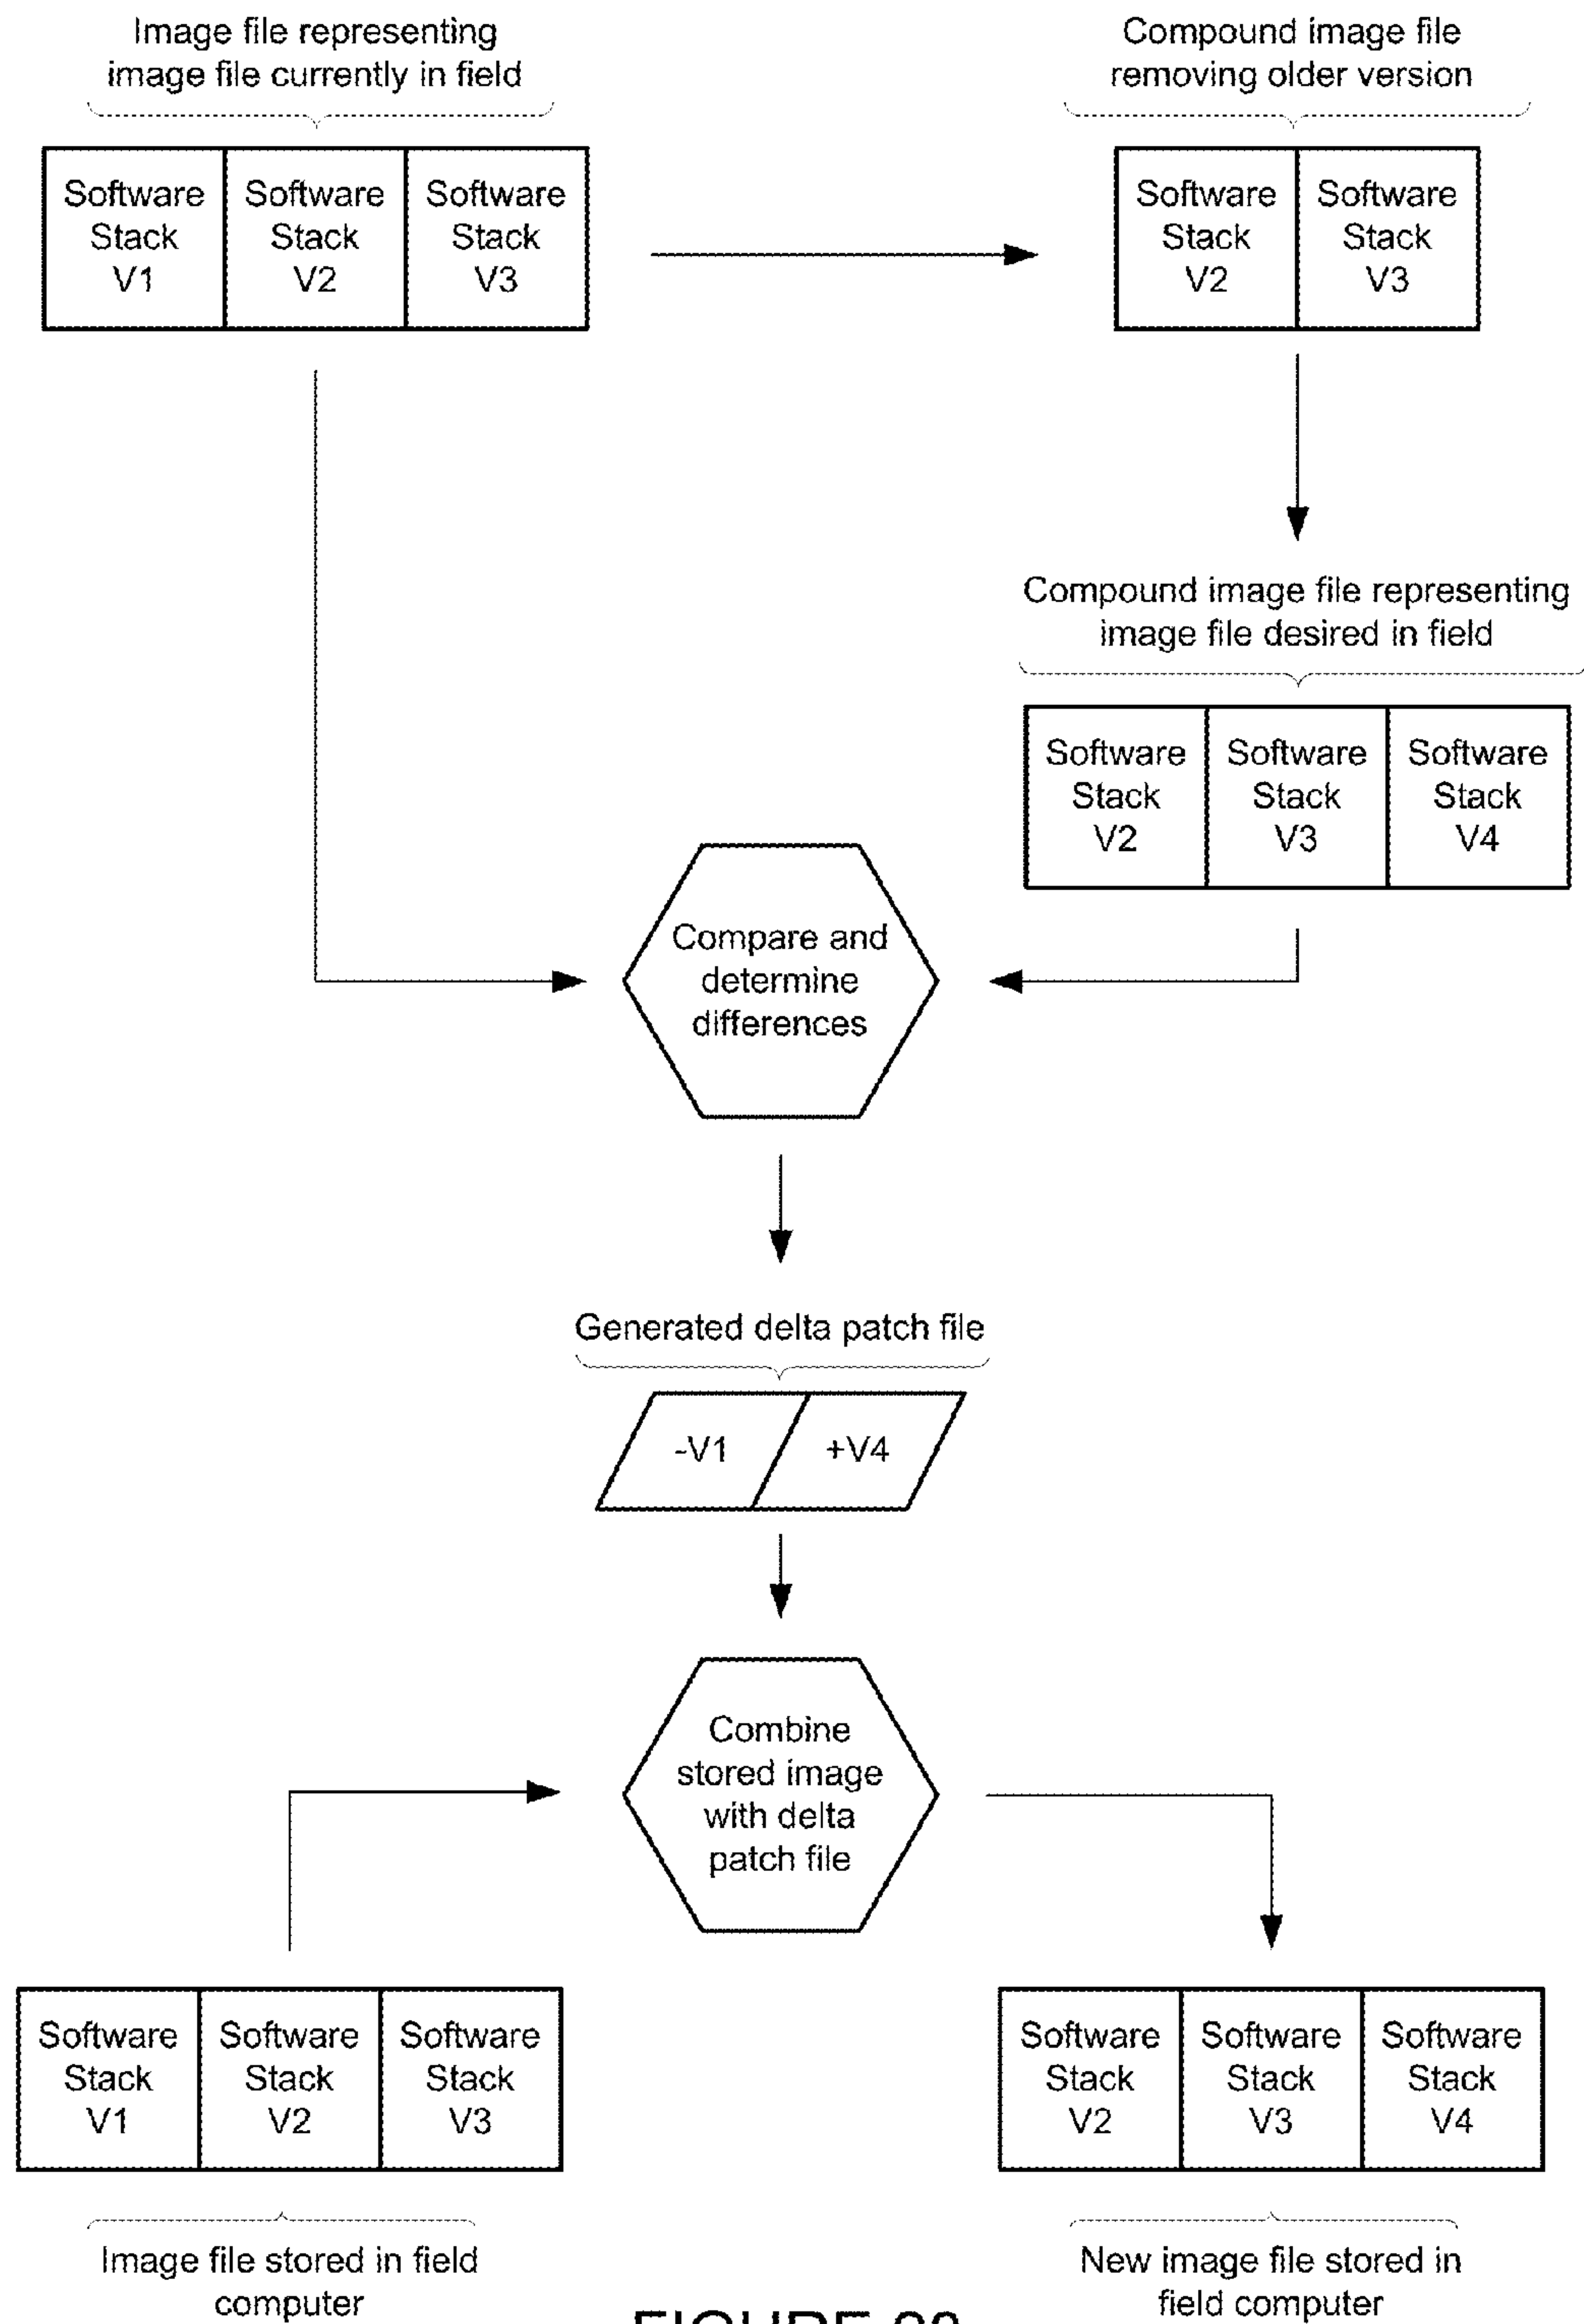 Image file representing
image file currently in field
Compound image file
removing older version
Software
Stack
V1
Software
Stack
V2
Software
Stack
V3
Software
Stack
V2
Software
Stack
V3
Compound image file representing
image file desired in field
Software
Stack
V2
Software
Stack
V3
Software
Stack
V4
Compare and
determine
differences
Generated delta patch file
-V1
+V4
Combine
stored image
with delta
patch file
Software
Stack
V1
Software
Stack
V2
Software
Stack
V3
Software
Stack
V2
Software
Stack
V3
Software
Stack
V4
Image file stored in field
computer
New image file stored in
field computer
FIGURE